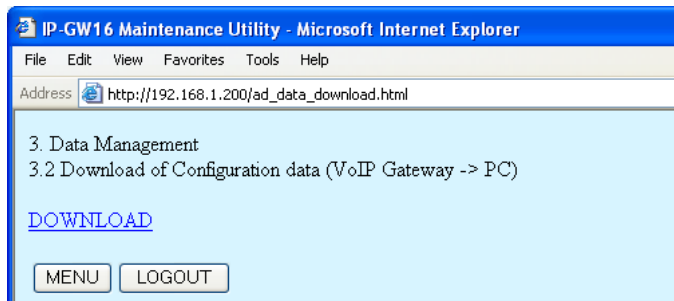 IP-GW16 Maintenance Utility - Microsoft Internet Explorer
File Edit View Favorites Tools Help
Address http://192.168.1.200/ad_data_download.html
3. Data Management
3.2 Download of Configuration data (VoIP Gateway -> PC)
DOWNLOAD
MENU LOGOUT